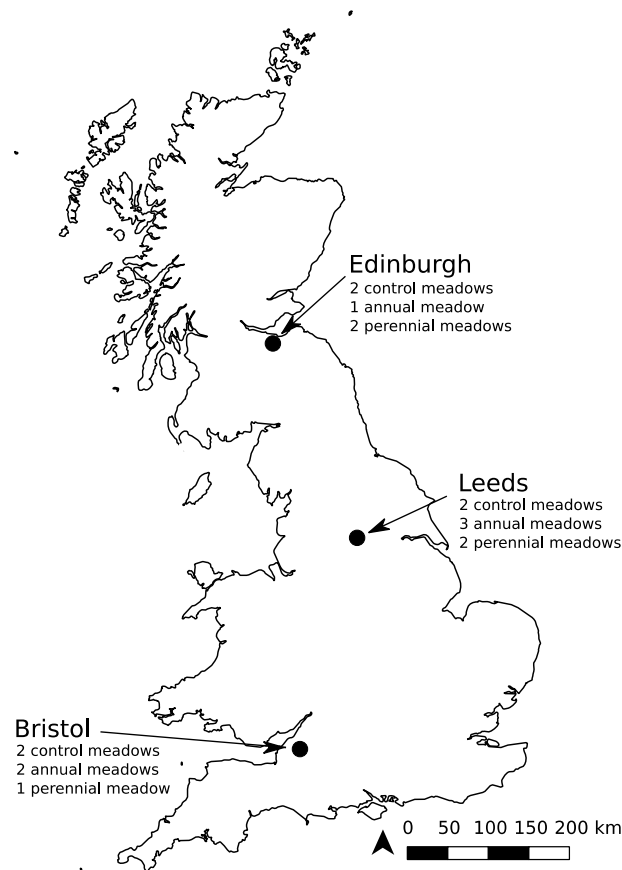 Edinburgh
2 control meadows
1 annual meadow
2 perennial meadows
Leeds
2 control meadows
3 annual meadows
2 perennial meadows
Bristol
2 control meadows
2 annual meadows
1 perennial meadow
0 50 100 150 200 km